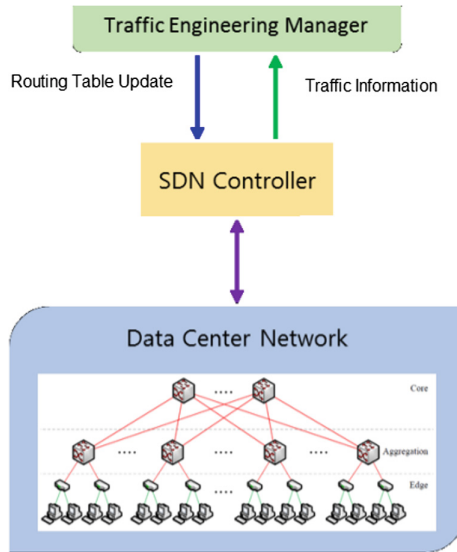 Traffic Engineering Manager
Routing Table Update
Traffic Information
SDN Controller
Data Center Network
Core
Aggregation
Edge